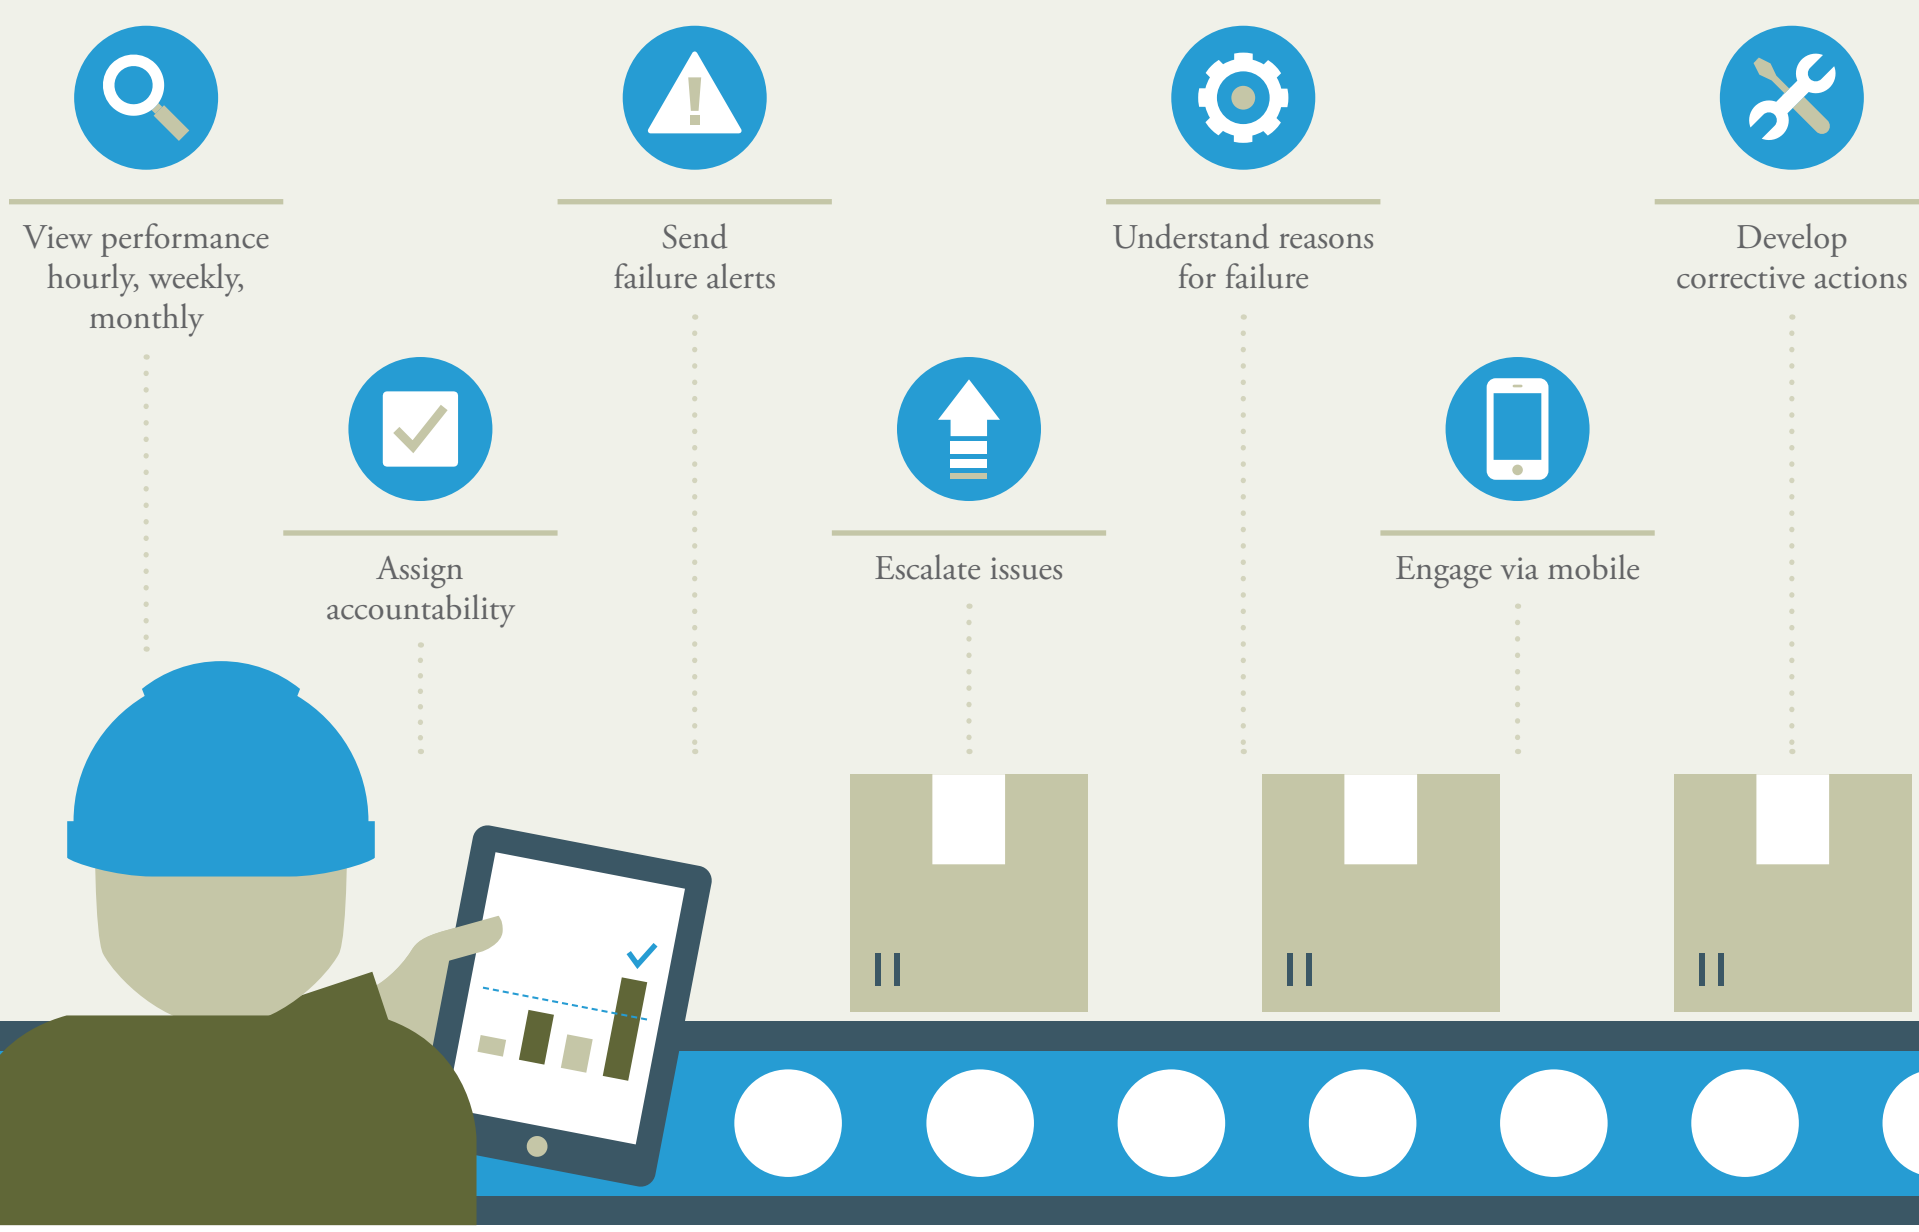 View performance
hourly, weekly,
monthly
Assign
accountability
Send
failure alerts
Escalate issues
Understand reasons
for failure
Engage via mobile
Develop
corrective actions